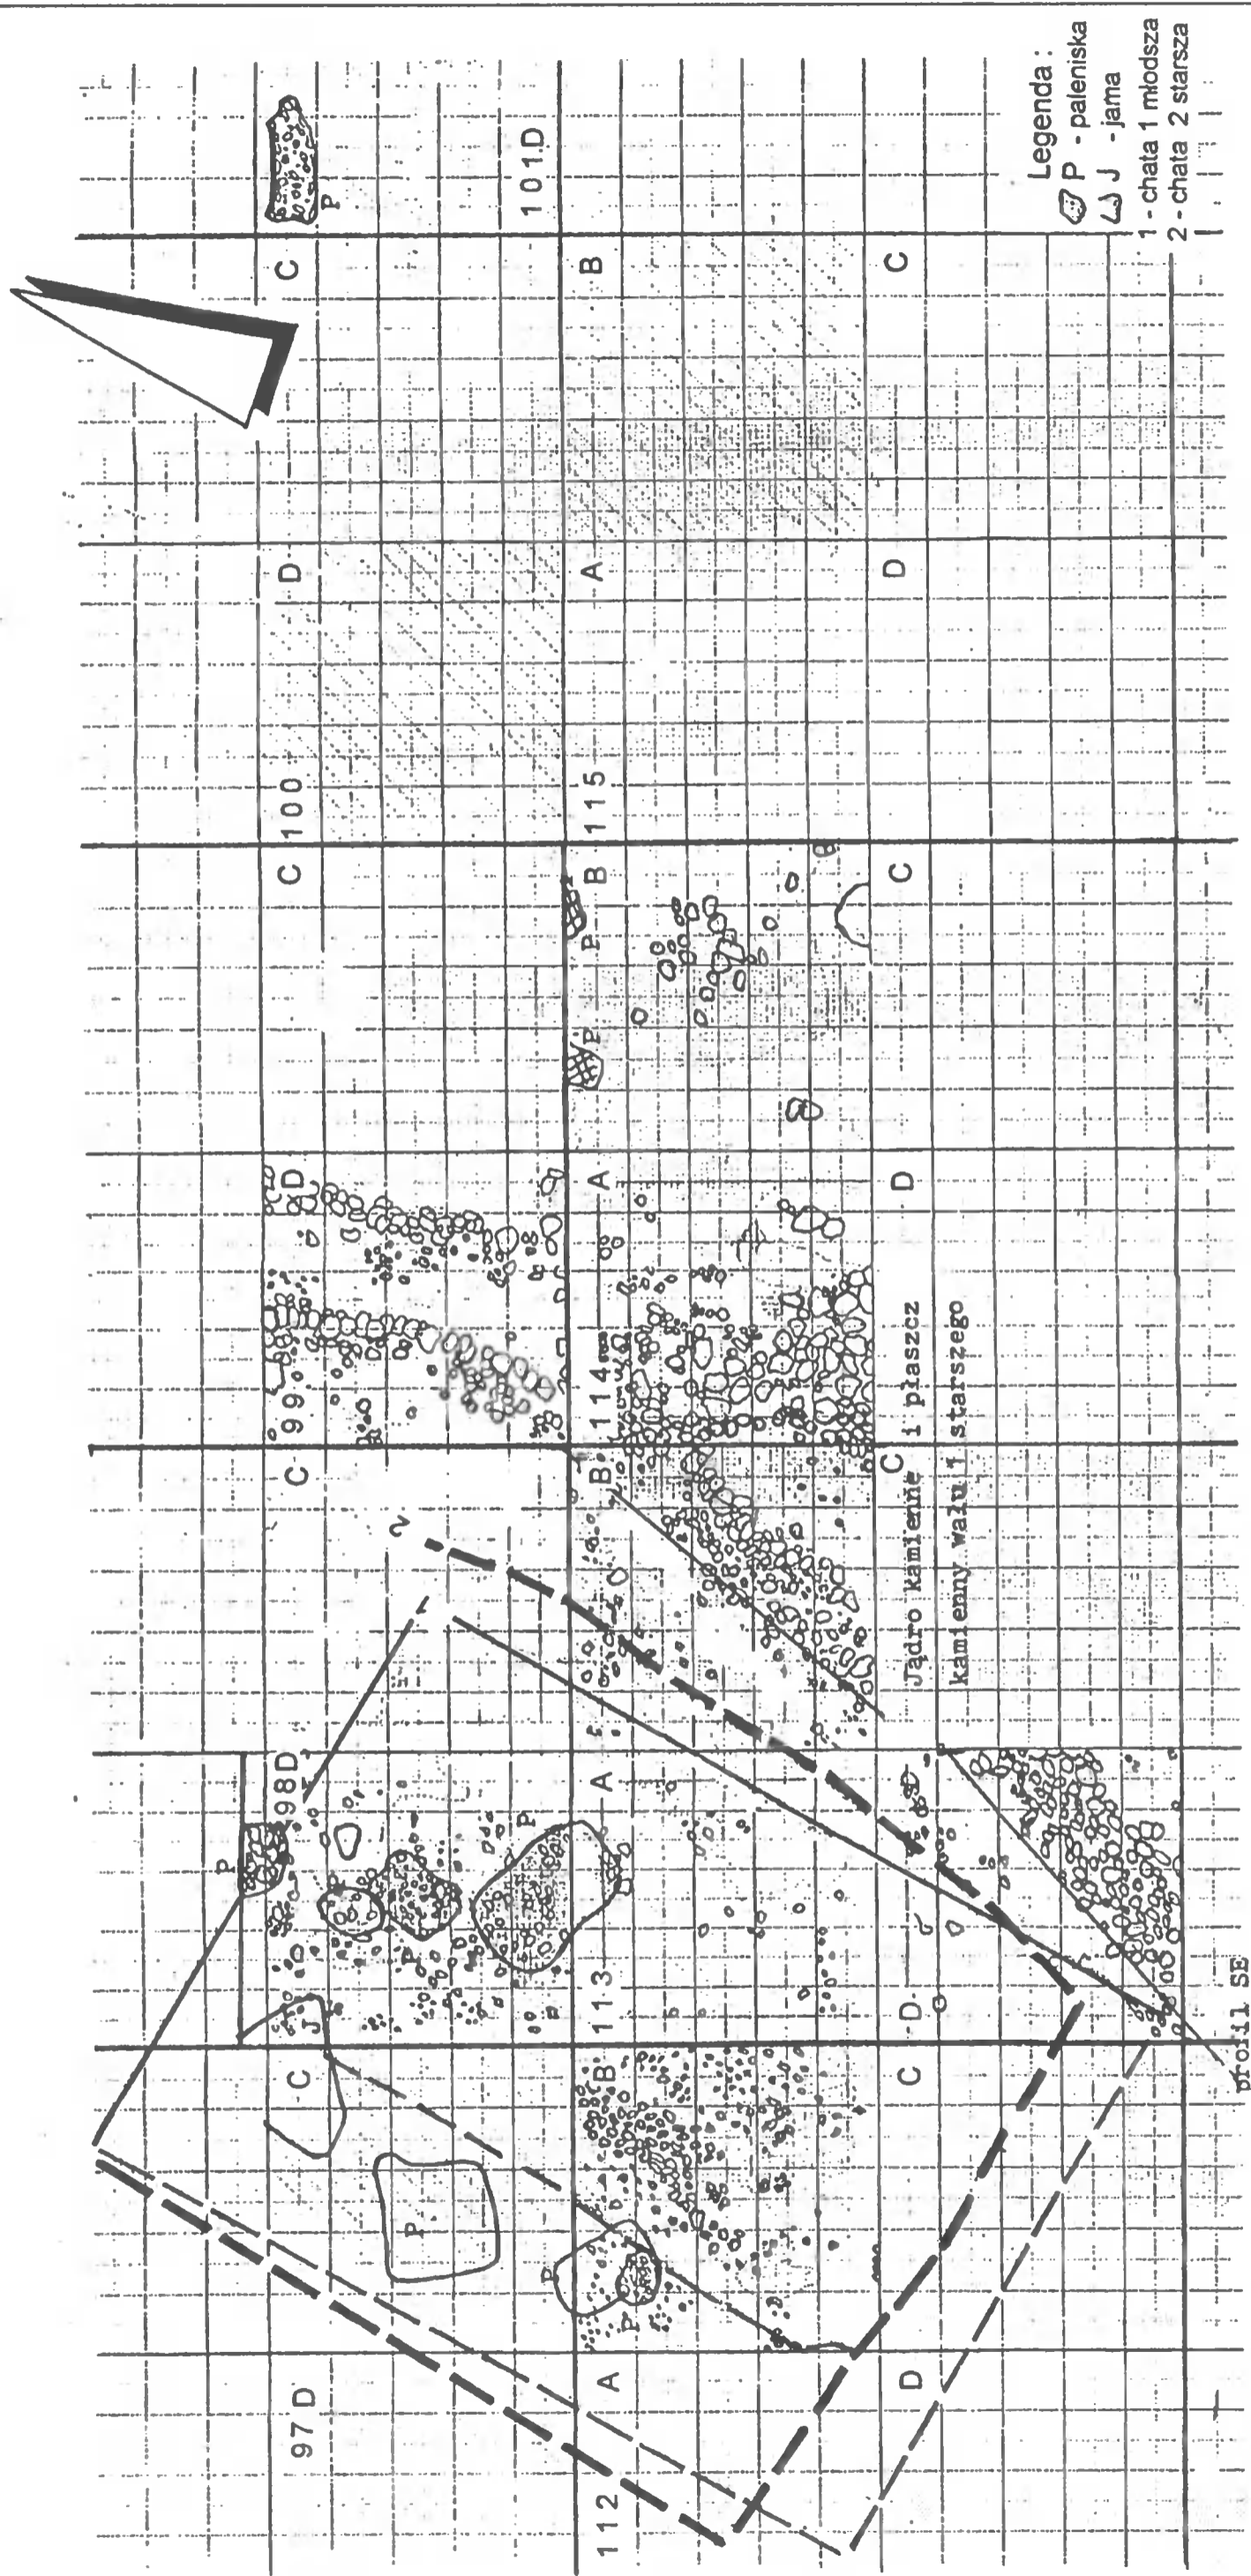 C
P
101D
C
B
C
D
A
D
100
115
C
B
C
P
P
D
A
D
99
114
C
B
C
2
1
Jądro kamienne i płaszcz
kamienny wału 1 starszego
98D
A
D
P
P
P
J
113
C
B
C
P
P
P
97D
A
D
112
profil SE
Legenda :
P - paleniska
J - jama
1 - chata 1 młodsza
2 - chata 2 starsza